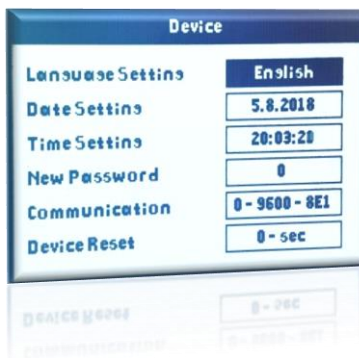 Device
Language Setting English
Date Setting 5.8.2018
Time Setting 20:03:20
New Password 0
Communication 0 - 9600 - 8E1
Device Reset 0 - sec